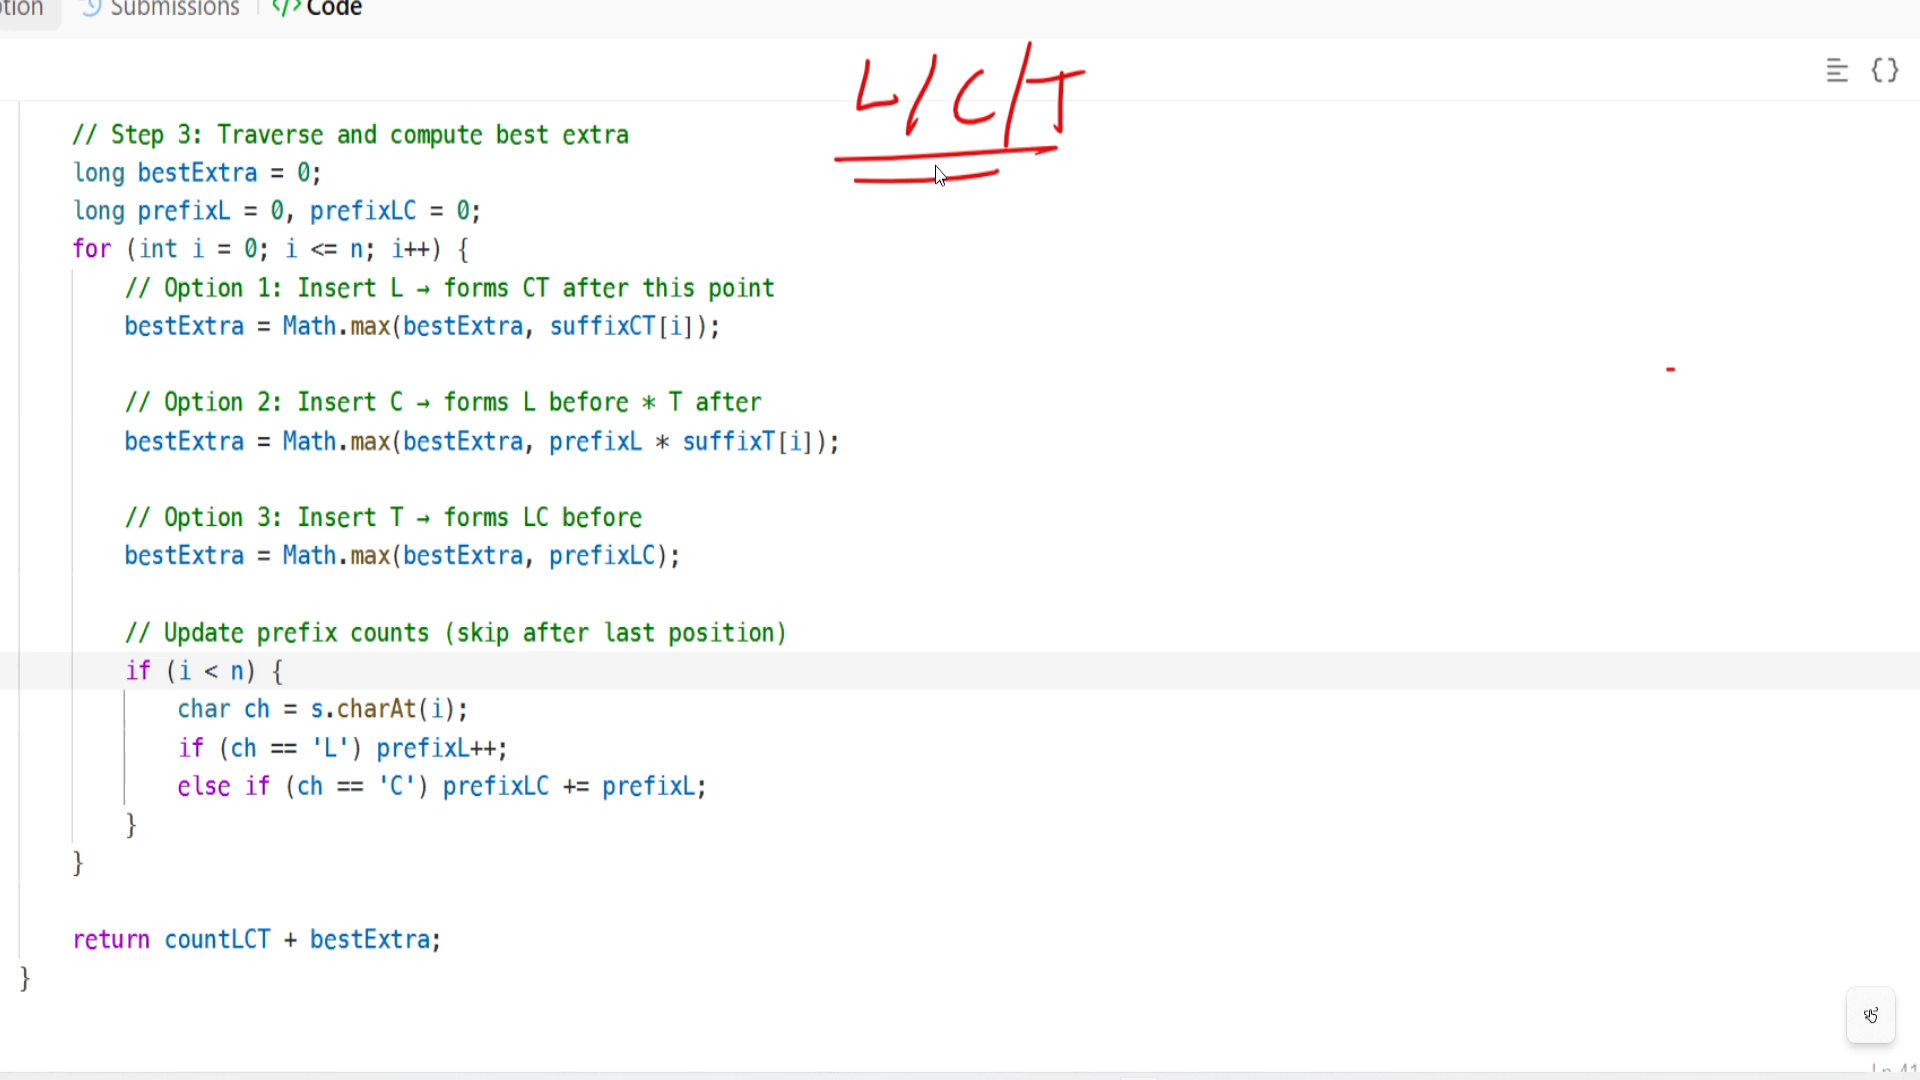 Submissions </> Code
L/C/T
// Step 3: Traverse and compute best extra
long bestExtra = 0;
long prefixL = 0, prefixLC = 0;
for (int i = 0; i <= n; i++) {
// Option 1: Insert L → forms CT after this point
bestExtra = Math.max(bestExtra, suffixCT[i]);
// Option 2: Insert C → forms L before * T after
bestExtra = Math.max(bestExtra, prefixL * suffixT[i]);
// Option 3: Insert T → forms LC before
bestExtra = Math.max(bestExtra, prefixLC);
// Update prefix counts (skip after last position)
if (i < n) {
char ch = s.charAt(i);
if (ch == 'L') prefixL++;
else if (ch == 'C') prefixLC += prefixL;
}
}
return countLCT + bestExtra;
}